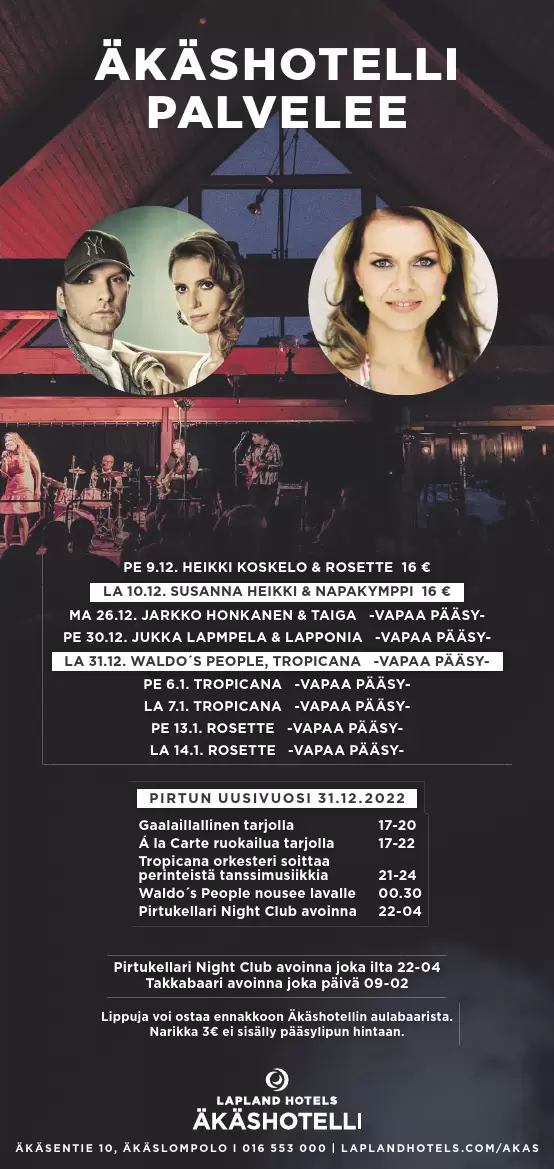 ÄKÄSHOTELLI
PALVELEE
PE 9.12. HEIKKI KOSKELO & ROSETTE 16 €
LA 10.12. SUSANNA HEIKKI & NAPAKYMPPI 16 €
MA 26.12. JARKKO HONKANEN & TAIGA -VAPAA PÄÄSY-
PE 30.12. JUKKA LAPMPELA & LAPPONIA -VAPAA PÄÄSY-
LA 31.12. WALDO´S PEOPLE, TROPICANA -VAPAA PÄÄSY-
PE 6.1. TROPICANA -VAPAA PÄÄSY-
LA 7.1. TROPICANA -VAPAA PÄÄSY-
PE 13.1. ROSETTE -VAPAA PÄÄSY-
LA 14.1. ROSETTE -VAPAA PÄÄSY-
PIRTUN UUSIVUOSI 31.12.2022
Gaalaillallinen tarjolla 17-20
Á la Carte ruokailua tarjolla 17-22
Tropicana orkesteri soittaa
perinteistä tanssimusiikkia 21-24
Waldo´s People nousee lavalle 00.30
Pirtukellari Night Club avoinna 22-04
Pirtukellari Night Club avoinna joka ilta 22-04
Takkabaari avoinna joka päivä 09-02
Lippuja voi ostaa ennakkoon Äkäshotellin aulabaarista.
Narikka 3€ ei sisälly pääsylipun hintaan.
LAPLAND HOTELS
ÄKÄSHOTELLI
ÄKÄSENTIE 10, ÄKÄSLOMPOLO I 016 553 000 | LAPLANDHOTELS.COM/AKAS